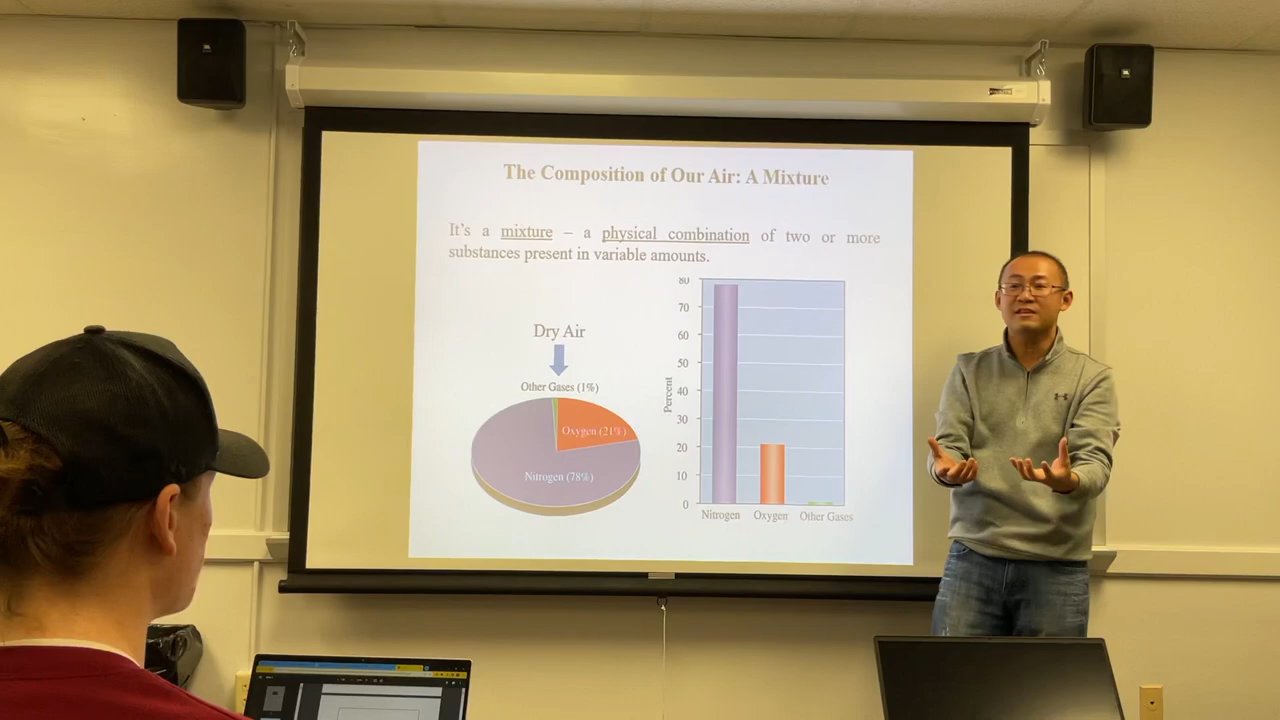 JBL
JBL
The Composition of Our Air: A Mixture
It's a mixture – a physical combination of two or more
substances present in variable amounts.
Dry Air
Other Gases (1%)
Oxygen (21%)
Nitrogen (78%)
Percent
80
70
60
50
40
30
20
10
0
Nitrogen Oxygen Other Gases